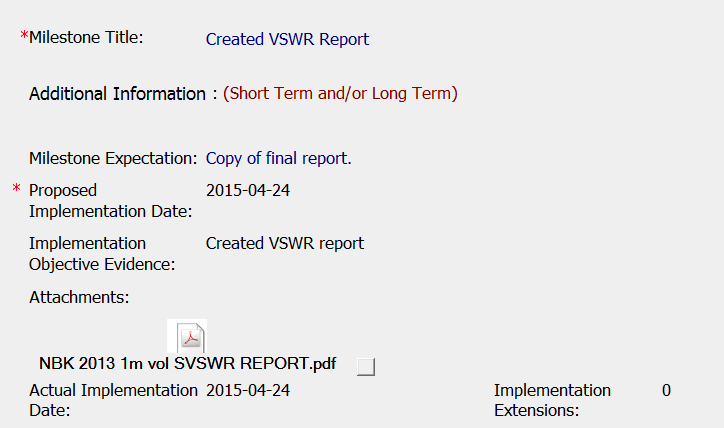 *Milestone Title: Created VSWR Report
Additional Information : (Short Term and/or Long Term)
Milestone Expectation: Copy of final report.
* Proposed 2015-04-24
Implementation Date:
Implementation Created VSWR report
Objective Evidence:
Attachments:
NBK 2013 1m vol SVSWR REPORT.pdf
Actual Implementation 2015-04-24 Implementation 0
Date: Extensions: